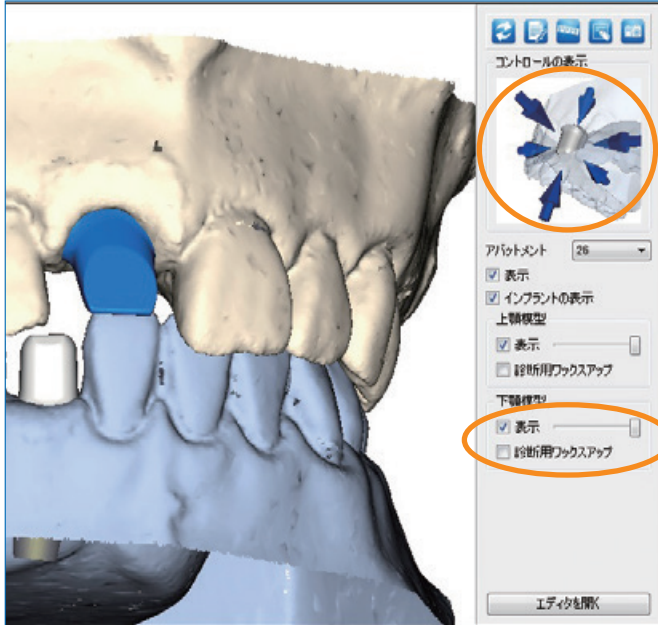 コントロールの表示
アバットメント 26
表示
インプラントの表示
上顎模型
表示
診断用ワックスアップ
下顎模型
表示
診断用ワックスアップ
エディタを開く